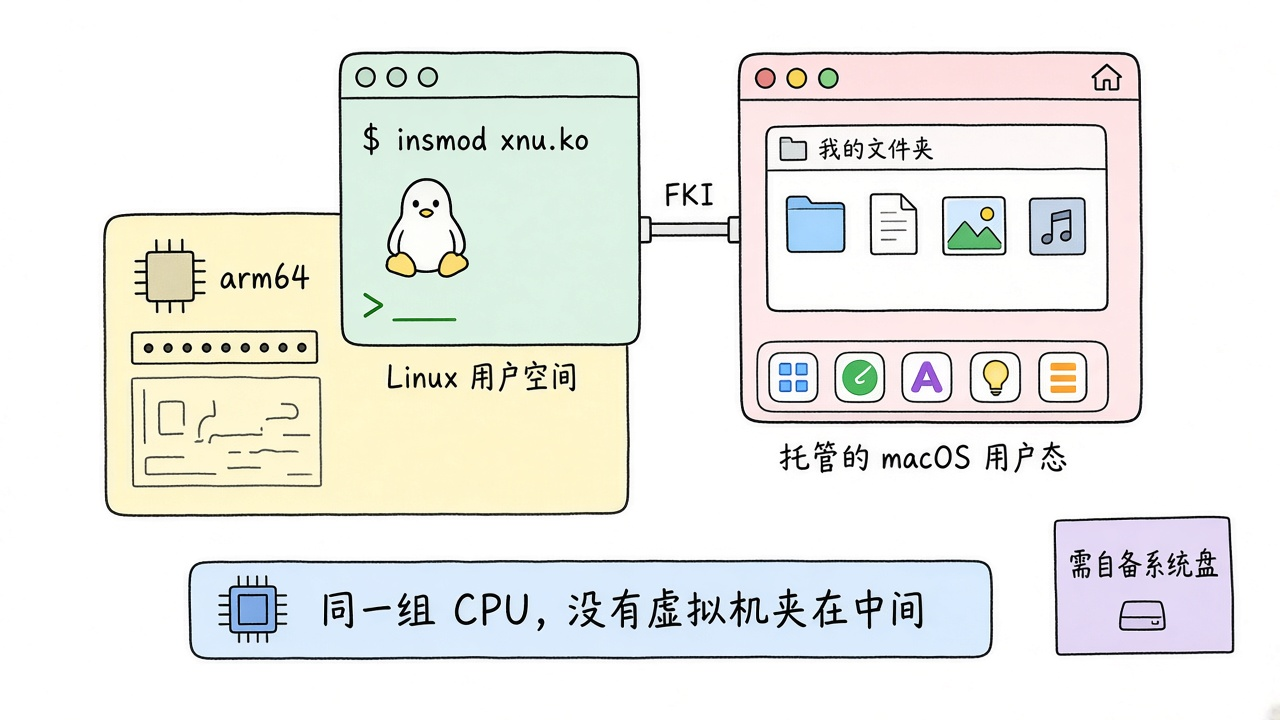 $ insmod xnu.ko
>
arm64
Linux 用户空间
FKI
我的文件夹
A
托管的 macOS 用户态
同一组 CPU，没有虚拟机夹在中间
需自备系统盘